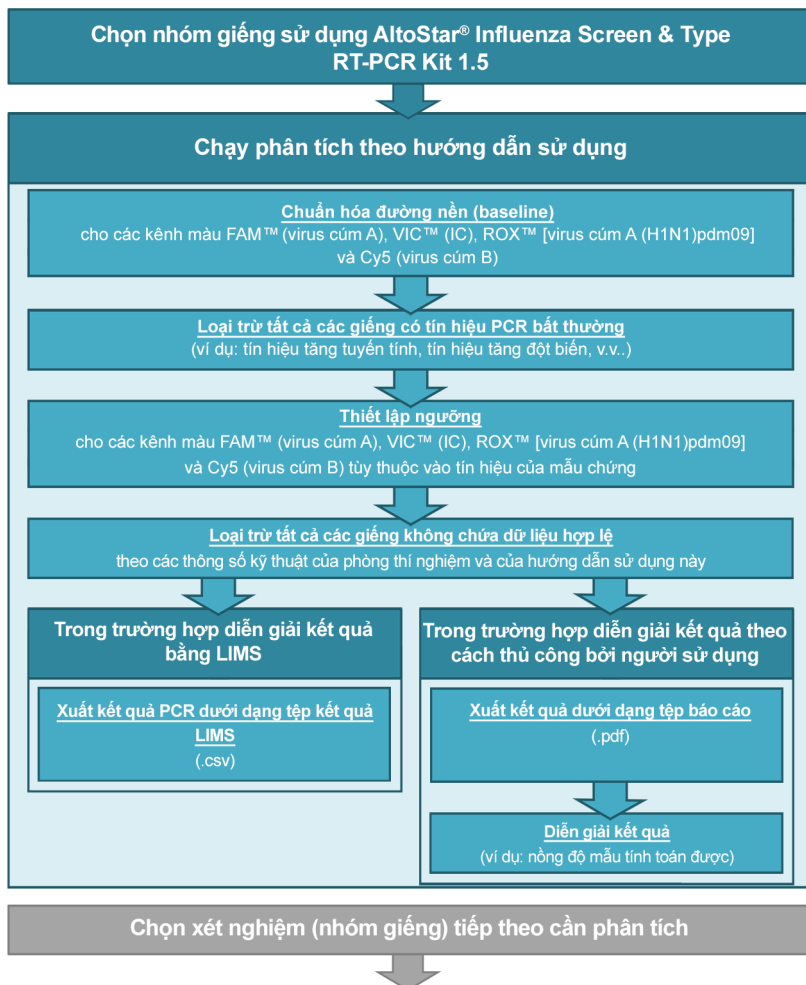 Chọn nhóm giếng sử dụng AltoStar® Influenza Screen & Type
RT-PCR Kit 1.5
Chạy phân tích theo hướng dẫn sử dụng
Chuẩn hóa đường nền (baseline)
cho các kênh màu FAM™ (virus cúm A), VIC™ (IC), ROX™ [virus cúm A (H1N1)pdm09]
và Cy5 (virus cúm B)
Loại trừ tất cả các giếng có tín hiệu PCR bất thường
(ví dụ: tín hiệu tăng tuyến tính, tín hiệu tăng đột biến, v.v..)
Thiết lập ngưỡng
cho các kênh màu FAM™ (virus cúm A), VIC™ (IC), ROX™ [virus cúm A (H1N1)pdm09]
và Cy5 (virus cúm B) tùy thuộc vào tín hiệu của mẫu chứng
Loại trừ tất cả các giếng không chứa dữ liệu hợp lệ
theo các thông số kỹ thuật của phòng thí nghiệm và của hướng dẫn sử dụng này
Trong trường hợp diễn giải kết quả
bằng LIMS
Xuất kết quả PCR dưới dạng tệp kết quả
LIMS
(.csv)
Trong trường hợp diễn giải kết quả theo
cách thủ công bởi người sử dụng
Xuất kết quả dưới dạng tệp báo cáo
(.pdf)
Diễn giải kết quả
(ví dụ: nồng độ mẫu tính toán được)
Chọn xét nghiệm (nhóm giếng) tiếp theo cần phân tích